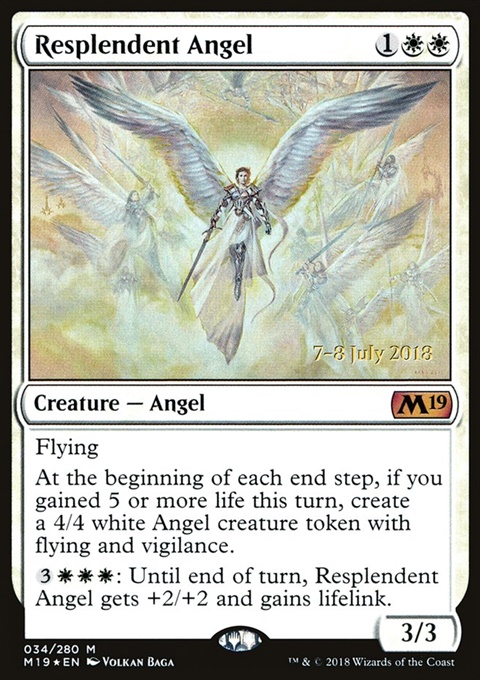 Resplendent Angel 1
7-8 July 2018
Creature — Angel M19
Flying
At the beginning of each end step, if you
gained 5 or more life this turn, create
a 4/4 white Angel creature token with
flying and vigilance.
3: Until end of turn, Resplendent
Angel gets +2/+2 and gains lifelink.
3/3
034/280 M
M19★EN Volkan Baga ™ & © 2018 Wizards of the Coast